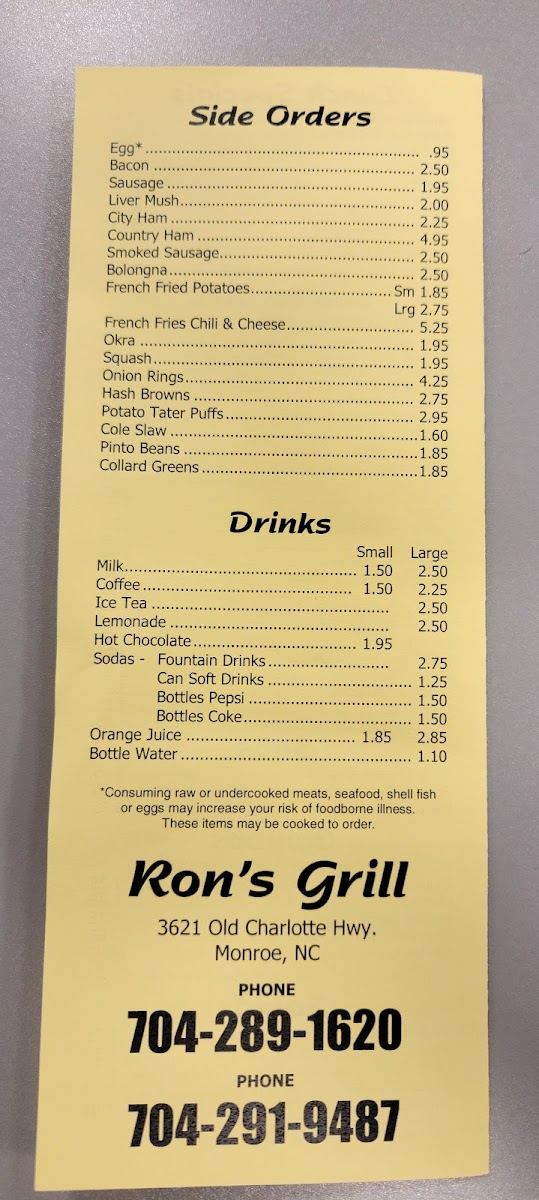 Side Orders
Egg* .95
Bacon 2.50
Sausage 1.95
Liver Mush 2.00
City Ham 2.25
Country Ham 4.95
Smoked Sausage 2.50
Bolongna 2.50
French Fried Potatoes Sm 1.85
Lrg 2.75
French Fries Chili & Cheese 5.25
Okra 1.95
Squash 1.95
Onion Rings 4.25
Hash Browns 2.75
Potato Tater Puffs 2.95
Cole Slaw 1.60
Pinto Beans 1.85
Collard Greens 1.85
Drinks
Small Large
Milk 1.50 2.50
Coffee 1.50 2.25
Ice Tea 2.50
Lemonade 2.50
Hot Chocolate 1.95
Sodas - Fountain Drinks 2.75
Can Soft Drinks 1.25
Bottles Pepsi 1.50
Bottles Coke 1.50
Orange Juice 1.85 2.85
Bottle Water 1.10
*Consuming raw or undercooked meats, seafood, shell fish
or eggs may increase your risk of foodborne illness.
These items may be cooked to order.
Ron's Grill
3621 Old Charlotte Hwy.
Monroe, NC
PHONE
704-289-1620
PHONE
704-291-9487